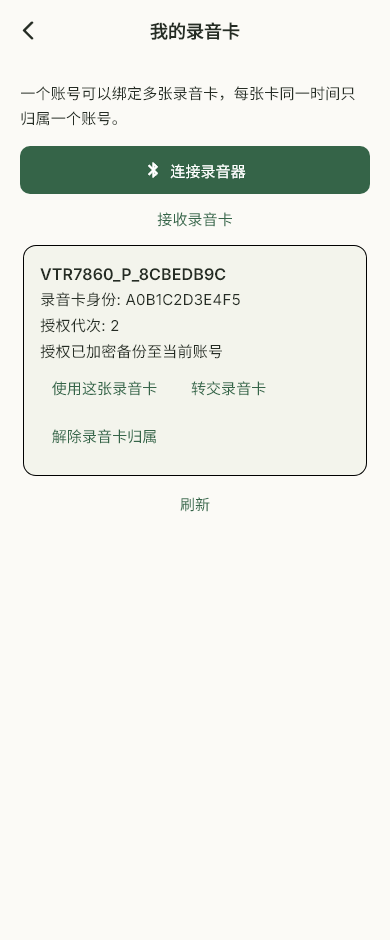 我的录音卡
一个账号可以绑定多张录音卡，每张卡同一时间只
归属一个账号。
连接录音器
接收录音卡
VTR7860_P_8CBEDB9C
录音卡身份: A0B1C2D3E4F5
授权代次: 2
授权已加密备份至当前账号
使用这张录音卡 转交录音卡
解除录音卡归属
刷新